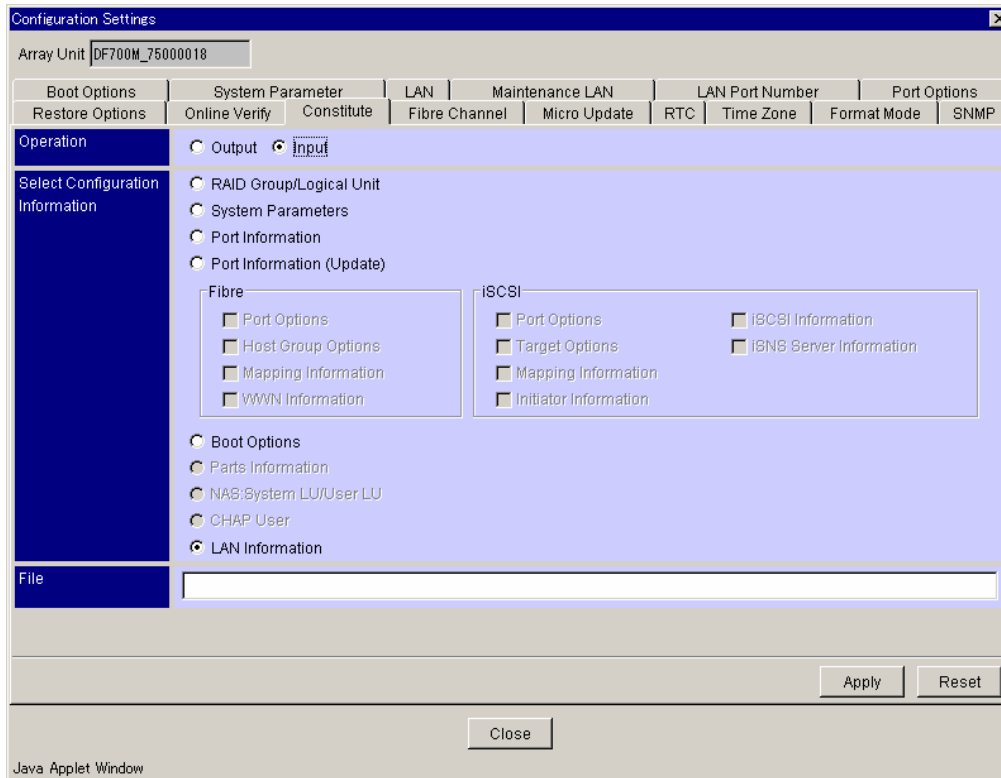 Configuration Settings
Array Unit DF700M_75000018
Boot Options System Parameter LAN Maintenance LAN LAN Port Number Port Options
Restore Options Online Verify Constitute Fibre Channel Micro Update RTC Time Zone Format Mode SNMP
Operation Output Input
Select Configuration Information
RAID Group/Logical Unit
System Parameters
Port Information
Port Information (Update)
Fibre
Port Options
Host Group Options
Mapping Information
WWN Information
iSCSI
Port Options
Target Options
Mapping Information
Initiator Information
iSCSI Information
iSNS Server Information
Boot Options
Parts Information
NAS:System LU/User LU
CHAP User
LAN Information
File
Apply Reset
Close
Java Applet Window